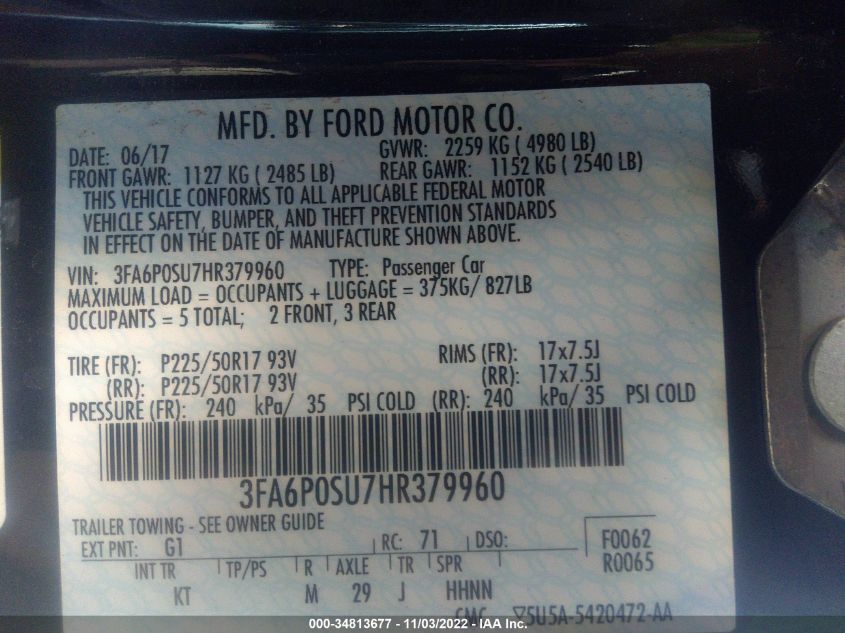 MFD. BY FORD MOTOR CO.
DATE: 06/17 GVWR: 2259 KG ( 4980 LB)
FRONT GAWR: 1127 KG ( 2485 LB) REAR GAWR: 1152 KG ( 2540 LB)
THIS VEHICLE CONFORMS TO ALL APPLICABLE FEDERAL MOTOR
VEHICLE SAFETY, BUMPER, AND THEFT PREVENTION STANDARDS
IN EFFECT ON THE DATE OF MANUFACTURE SHOWN ABOVE.
VIN: 3FA6P0SU7HR379960 TYPE: Passenger Car
MAXIMUM LOAD = OCCUPANTS + LUGGAGE = 375KG/ 827LB
OCCUPANTS = 5 TOTAL; 2 FRONT, 3 REAR
TIRE (FR): P225/50R17 93V RIMS (FR): 17x7.5J
(RR): P225/50R17 93V (RR): 17x7.5J
PRESSURE (FR): 240 kPa/ 35 PSI COLD (RR): 240 kPa/ 35 PSI COLD
3FA6P0SU7HR379960
TRAILER TOWING - SEE OWNER GUIDE
EXT PNT: G1 RC: 71 DSO: F0062
R0065
INT TR TP/PS R AXLE TR SPR
KT M 29 J HHNN
CMC 5U5A-5420472-AA
000-34813677 - 11/03/2022 - IAA Inc.